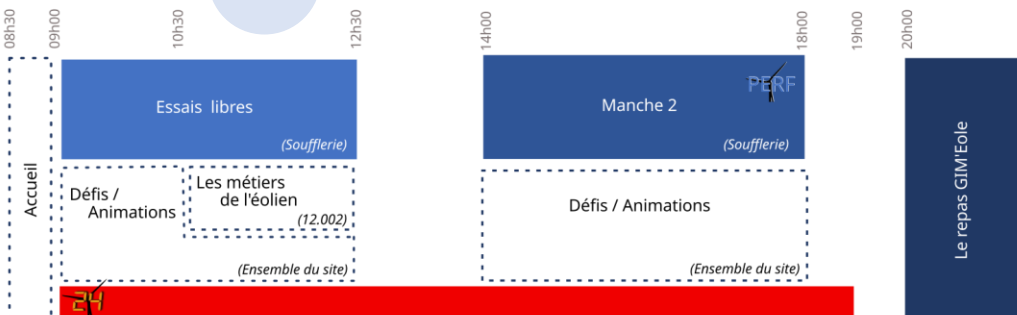 08h30
09h00
10h30
12h30
14h00
18h00
19h00
20h00
Accueil
Essais libres
(Soufflerie)
Défis /
Animations
Les métiers
de l'éolien
(12.002)
(Ensemble du site)
Manche 2
PERF
(Soufflerie)
Défis / Animations
(Ensemble du site)
24
Le repas GIM'Eole